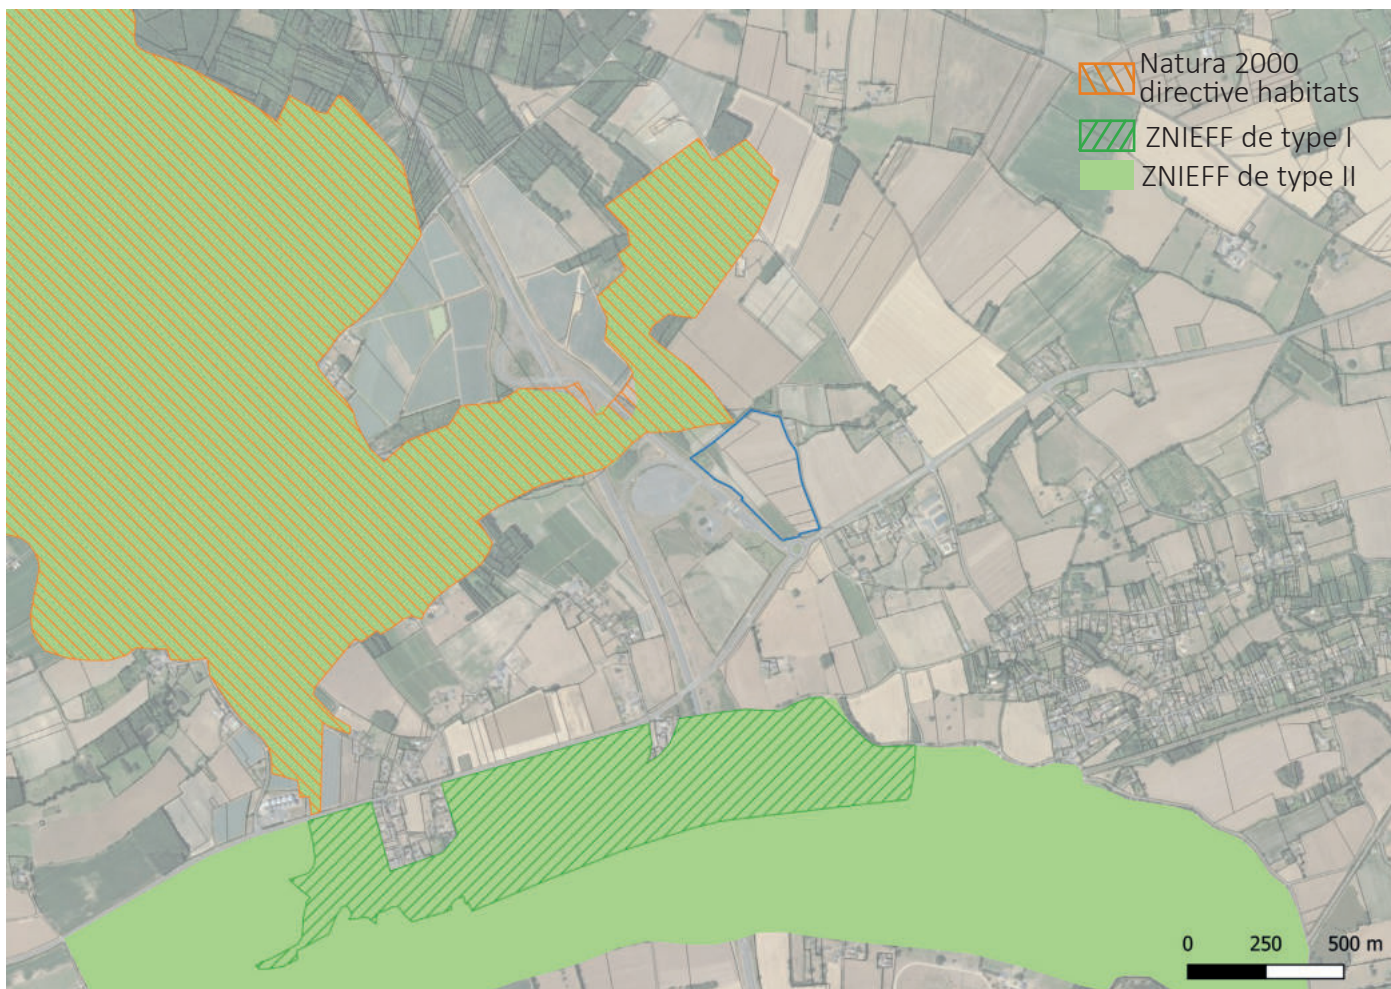 Natura 2000
directive habitats
ZNIEFF de type I
ZNIEFF de type II
0 250 500 m